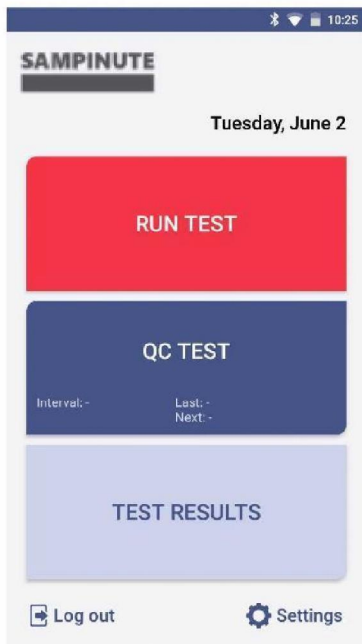 10:25
SAMPINUTE
Tuesday, June 2
RUN TEST
QC TEST
Interval: - Last: -
Next: -
TEST RESULTS
Log out Settings